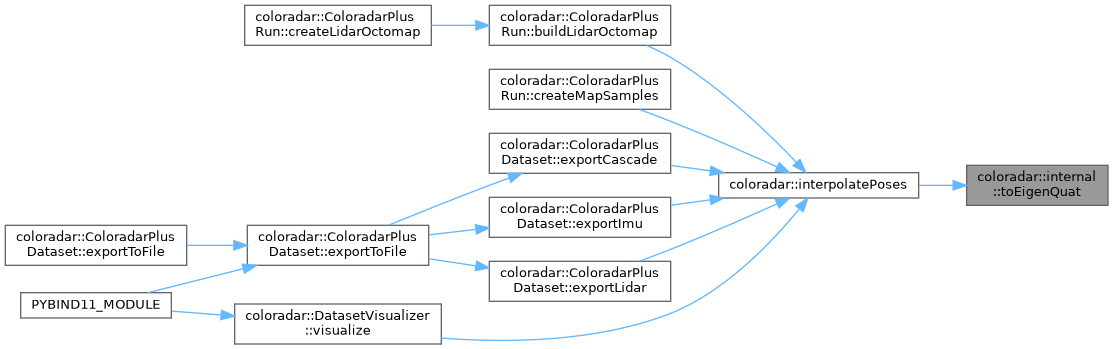 coloradar::ColoradarPlus
Run::createLidarOctomap
coloradar::ColoradarPlus
Run::buildLidarOctomap
coloradar::ColoradarPlus
Run::createMapSamples
coloradar::ColoradarPlus
Dataset::exportCascade
coloradar::interpolatePoses
coloradar::internal
::toEigenQuat
coloradar::ColoradarPlus
Dataset::exportImu
coloradar::ColoradarPlus
Dataset::exportToFile
coloradar::ColoradarPlus
Dataset::exportToFile
coloradar::ColoradarPlus
Dataset::exportLidar
PYBIND11_MODULE
coloradar::DatasetVisualizer
::visualize